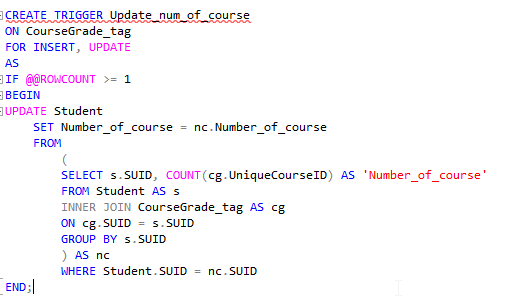 CREATE TRIGGER Update_num_of_course
ON CourseGrade_tag
FOR INSERT, UPDATE
AS
IF @@ROWCOUNT >= 1
BEGIN
UPDATE Student
SET Number_of_course = nc.Number_of_course
FROM
(
SELECT s.SUID, COUNT(cg.UniqueCourseID) AS 'Number_of_course'
FROM Student AS s
INNER JOIN CourseGrade_tag AS cg
ON cg.SUID = s.SUID
GROUP BY s.SUID
) AS nc
WHERE Student.SUID = nc.SUID
END;